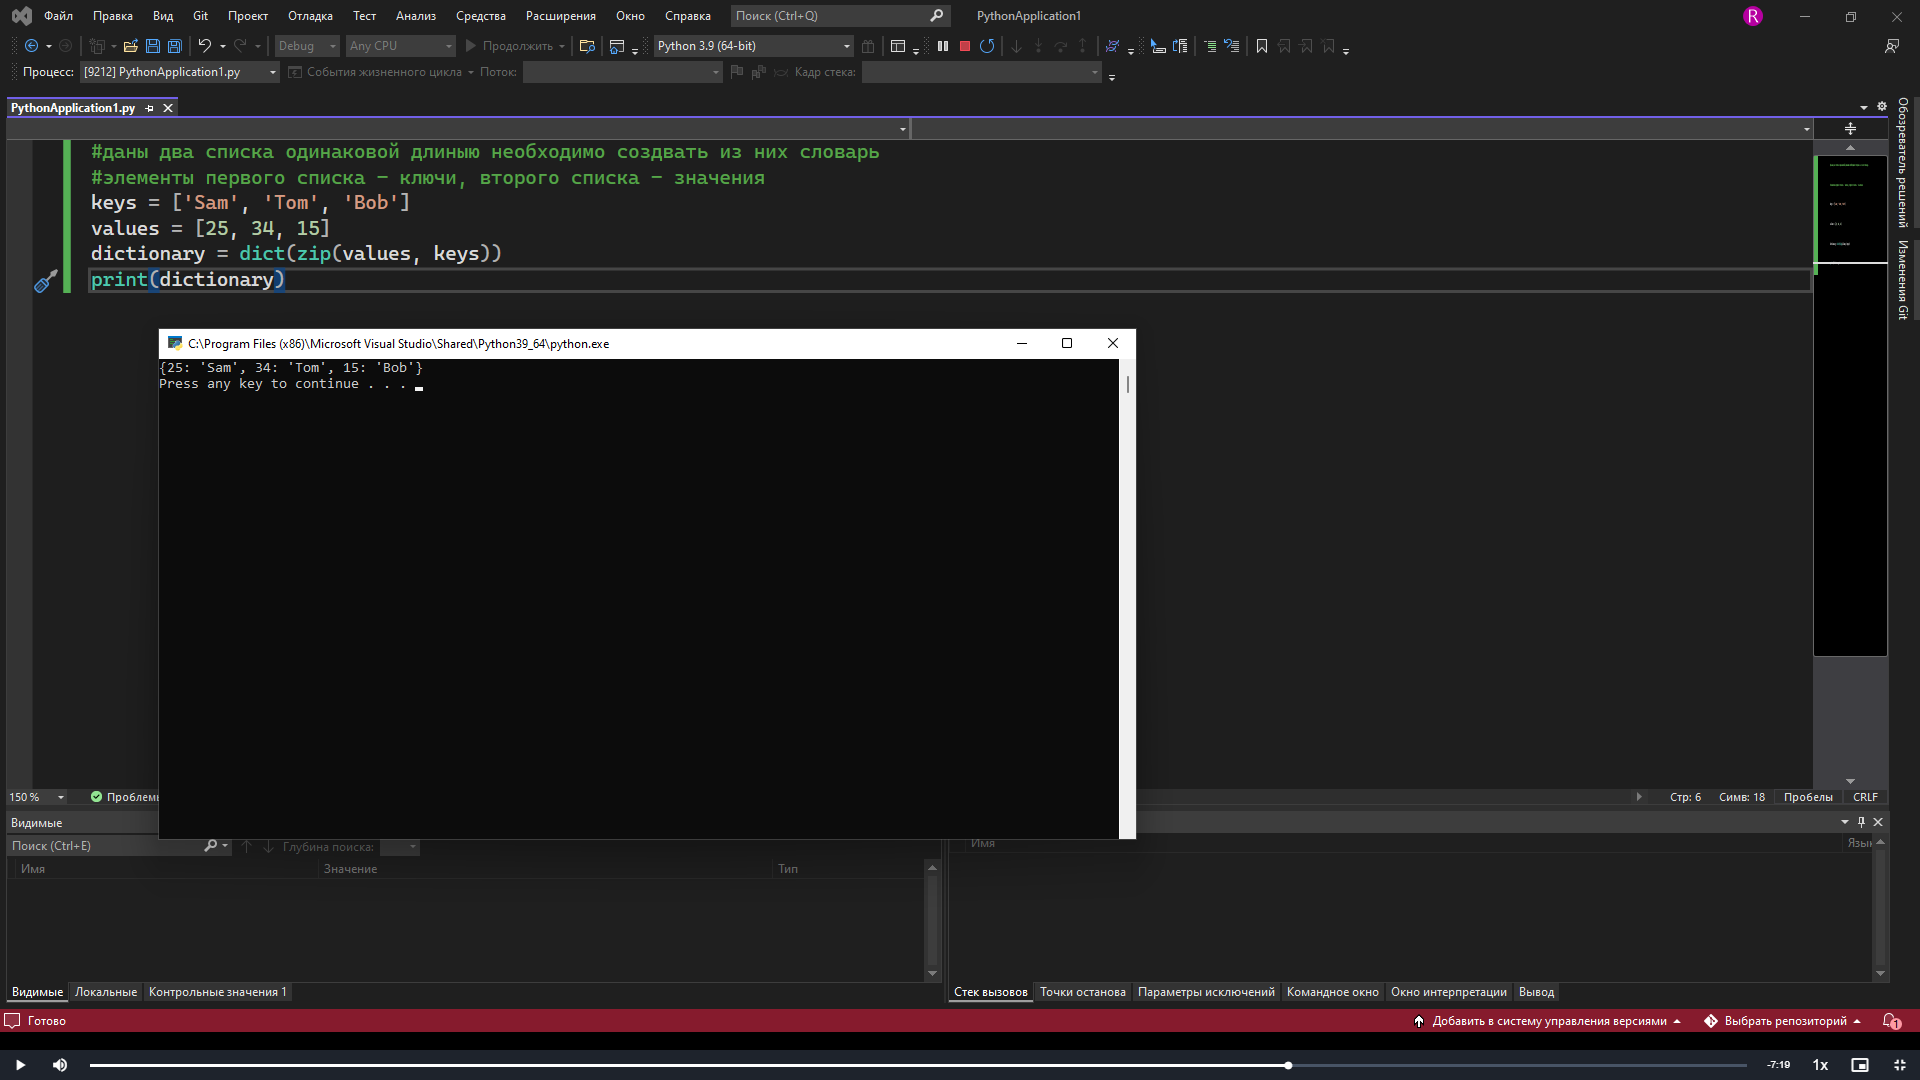 Файл Правка Вид Git Проект Отладка Тест Анализ Средства Расширения Окно Справка Поиск (Ctrl+Q) PythonApplication1 R
Debug Any CPU Продолжить Python 3.9 (64-bit)
Процесс: [9212] PythonApplication1.py События жизненного цикла Поток: Кадр стека:
PythonApplication1.py
#даны два списка одинаковой длиныю необходимо создвать из них словарь
#элементы первого списка - ключи, второго списка - значения
keys = ['Sam', 'Tom', 'Bob']
values = [25, 34, 15]
dictionary = dict(zip(values, keys))
print(dictionary)
Обозреватель решений
Изменения Git
C:\Program Files (x86)\Microsoft Visual Studio\Shared\Python39_64\python.exe
{25: 'Sam', 34: 'Tom', 15: 'Bob'}
Press any key to continue . . .
150 % Проблемы Стр: 6 Симв: 18 Пробелы CRLF
Видимые
Поиск (Ctrl+E) Глубина поиска:
Имя Значение Тип
Имя Язык
Видимые Локальные Контрольные значения 1
Стек вызовов Точки останова Параметры исключений Командное окно Окно интерпретации Вывод
Готово Добавить в систему управления версиями Выбрать репозиторий 1
-7:19 1x